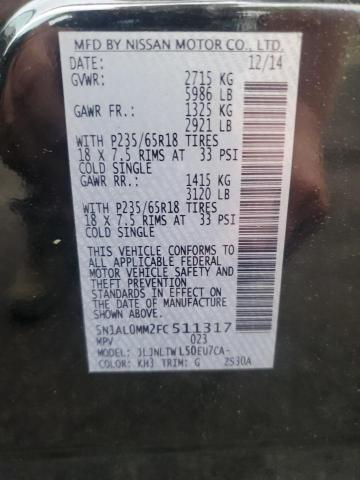 MFD BY NISSAN MOTOR CO., LTD.
DATE: 12/14
GVWR: 2715 KG
5986 LB
GAWR FR.: 1325 KG
2921 LB
WITH P235/65R18 TIRES
18 X 7.5 RIMS AT 33 PSI
COLD SINGLE
GAWR RR.: 1415 KG
3120 LB
WITH P235/65R18 TIRES
18 X 7.5 RIMS AT 33 PSI
COLD SINGLE
THIS VEHICLE CONFORMS TO
ALL APPLICABLE FEDERAL
MOTOR VEHICLE SAFETY AND
THEFT PREVENTION
STANDARDS IN EFFECT ON
THE DATE OF MANUFACTURE
SHOWN ABOVE.
5N1AL0MM2FC511317
MPV 023
MODEL: JLJNLTWL50EU7CA-
COLOR: KH3 TRIM: G 2S30A